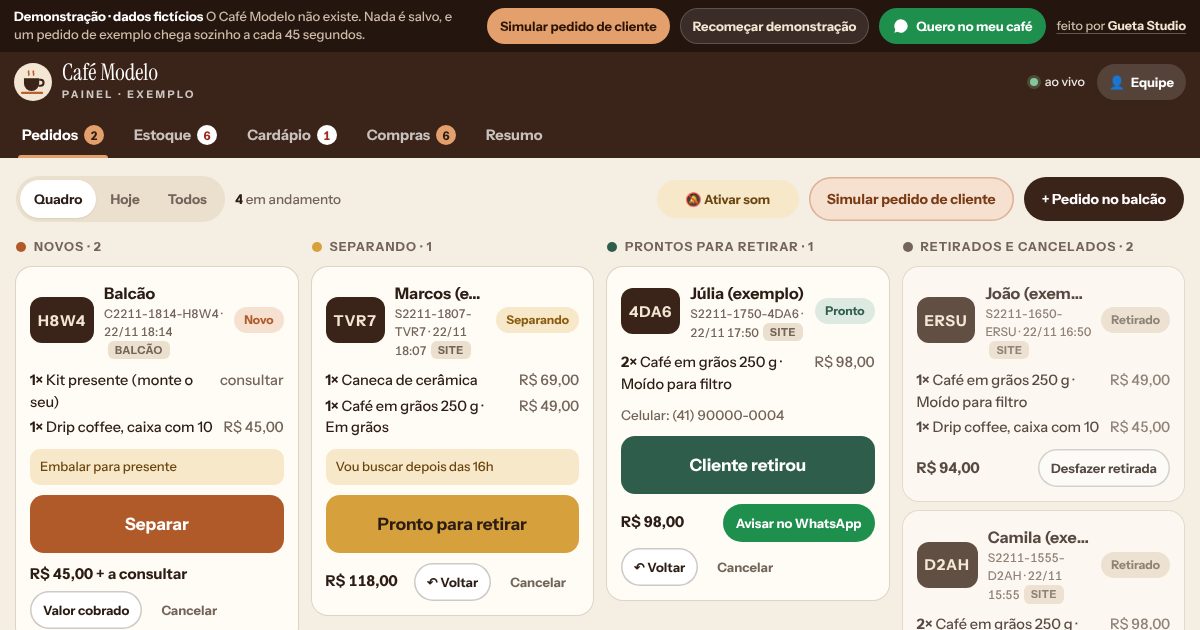 Demonstração · dados fictícios O Café Modelo não existe. Nada é salvo, e
um pedido de exemplo chega sozinho a cada 45 segundos.
Simular pedido de cliente
Recomeçar demonstração
Quero no meu café
feito por Gueta Studio
Café Modelo
PAINEL · EXEMPLO
ao vivo
Equipe
Pedidos 2
Estoque 6
Cardápio 1
Compras 6
Resumo
Quadro
Hoje
Todos
4 em andamento
Ativar som
Simular pedido de cliente
+ Pedido no balcão
NOVOS · 2
H8W4
Balcão
C2211-1814-H8W4 ·
22/11 18:14
BALCÃO
Novo
1× Kit presente (monte o
seu)
consultar
1× Drip coffee, caixa com 10 R$ 45,00
Embalar para presente
Separar
R$ 45,00 + a consultar
Valor cobrado
Cancelar
SEPARANDO · 1
TVR7
Marcos (e...
S2211-1807-
TVR7 · 22/11
18:07 SITE
Separando
1× Caneca de cerâmica R$ 69,00
1× Café em grãos 250 g · R$ 49,00
Em grãos
Vou buscar depois das 16h
Pronto para retirar
R$ 118,00
↶ Voltar
Cancelar
PRONTOS PARA RETIRAR · 1
4DA6
Júlia (exemplo)
S2211-1750-4DA6 ·
22/11 17:50 SITE
Pronto
2× Café em grãos 250 g · R$ 98,00
Moído para filtro
Celular: (41) 90000-0004
Cliente retirou
R$ 98,00
Avisar no WhatsApp
↶ Voltar
Cancelar
RETIRADOS E CANCELADOS · 2
ERSU
João (exem...
S2211-1650-
ERSU · 22/11 16:50
SITE
Retirado
1× Café em grãos 250 g · R$ 49,00
Moído para filtro
1× Drip coffee, caixa com 10 R$ 45,00
R$ 94,00
Desfazer retirada
D2AH
Camila (exe...
S2211-1555-
D2AH · 22/11
15:55 SITE
Retirado
2× Café em grãos 250 g · R$ 98,00